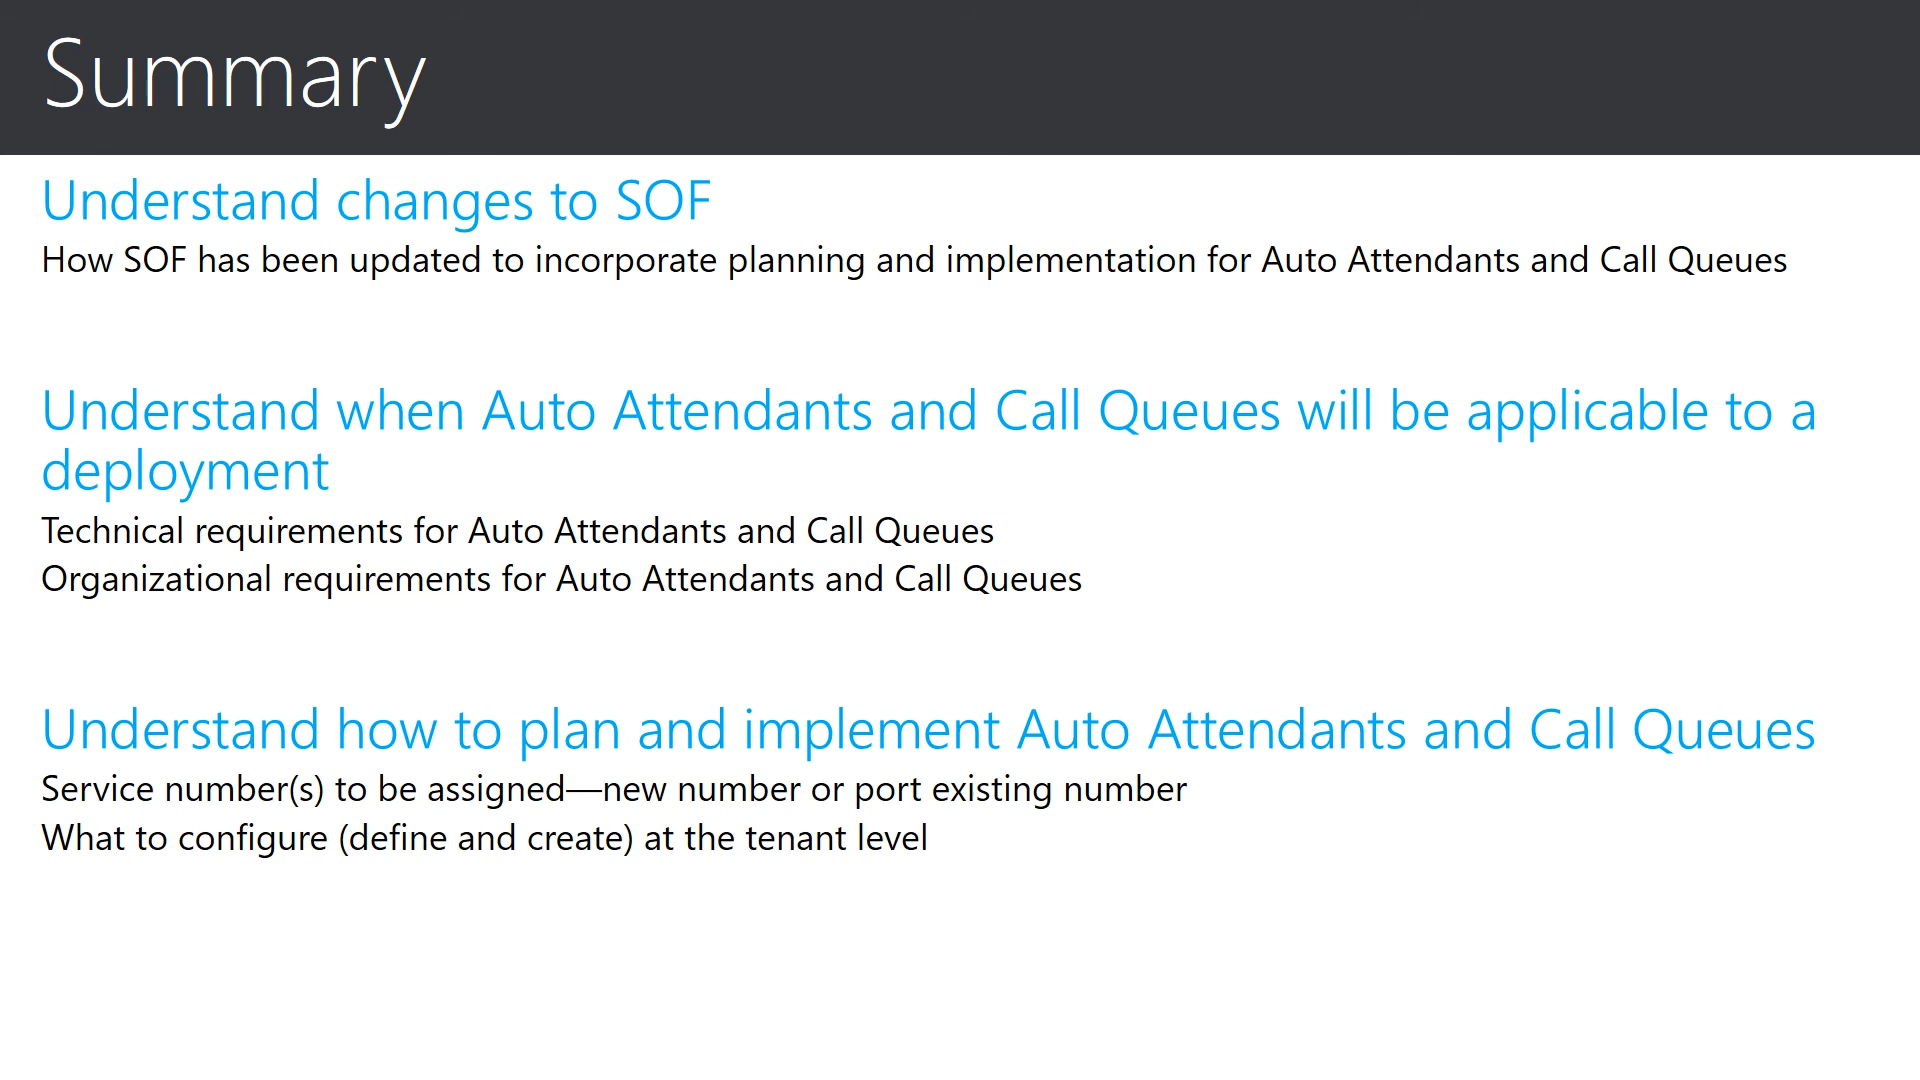 Summary
Understand changes to SOF
How SOF has been updated to incorporate planning and implementation for Auto Attendants and Call Queues
Understand when Auto Attendants and Call Queues will be applicable to a
deployment
Technical requirements for Auto Attendants and Call Queues
Organizational requirements for Auto Attendants and Call Queues
Understand how to plan and implement Auto Attendants and Call Queues
Service number(s) to be assigned—new number or port existing number
What to configure (define and create) at the tenant level